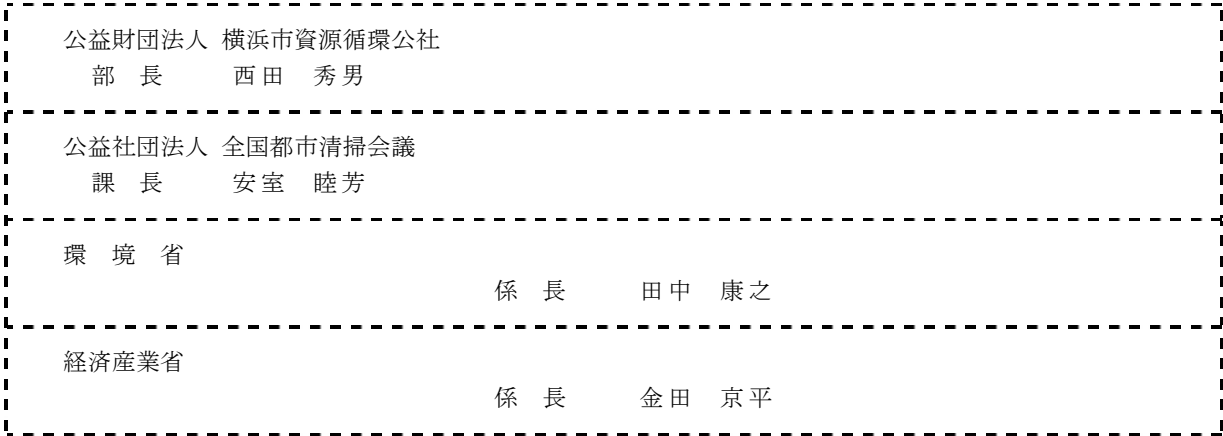 公益財団法人 横浜市資源循環公社
部 長 西田 秀男
公益社団法人 全国都市清掃会議
課 長 安室 睦芳
環 境 省
係 長 田中 康之
経済産業省
係 長 金田 京平